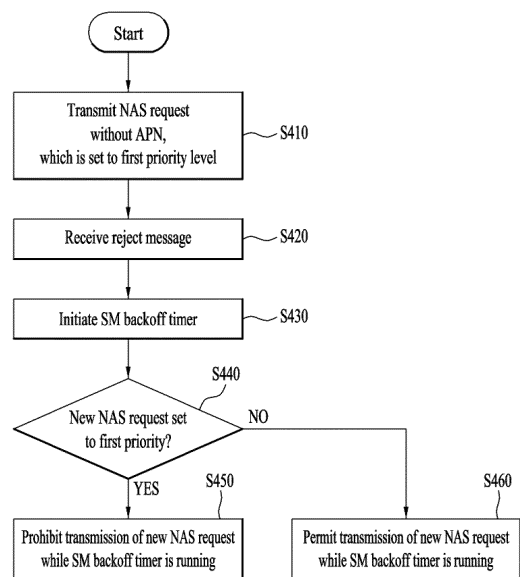 Start
Transmit NAS request
without APN,
which is set to first priority level
S410
Receive reject message
S420
Initiate SM backoff timer
S430
S440
New NAS request set
to first priority?
NO
YES
S450
Prohibit transmission of new NAS request
while SM backoff timer is running
S460
Permit transmission of new NAS request
while SM backoff timer is running